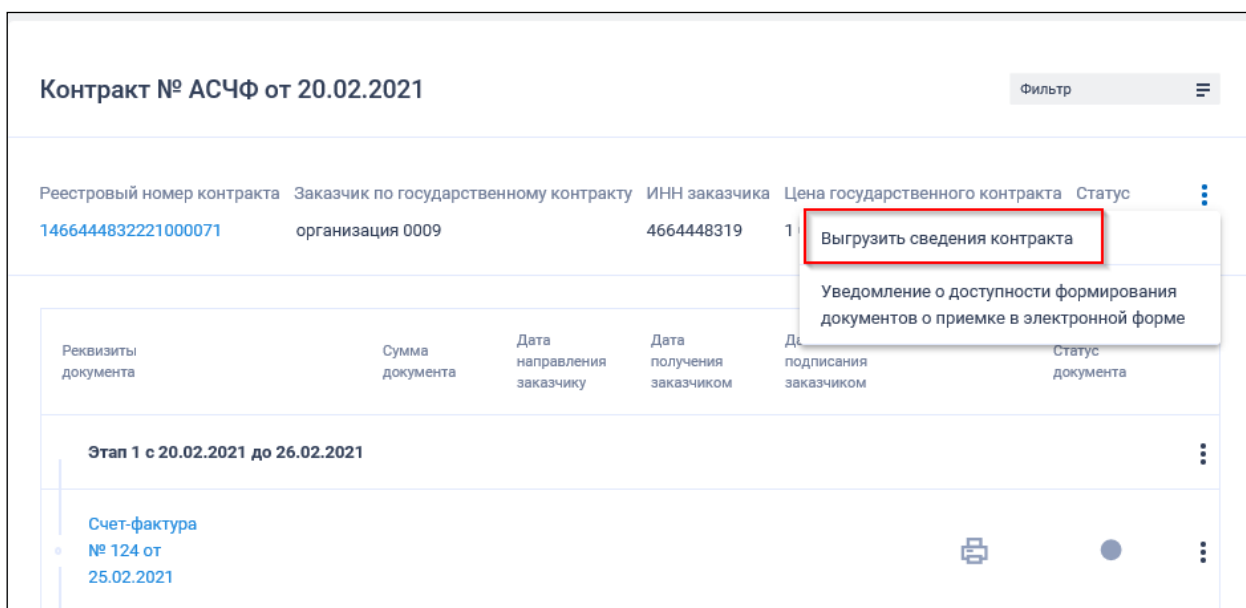 Контракт № АСЧФ от 20.02.2021
Фильтр
Реестровый номер контракта Заказчик по государственному контракту ИНН заказчика Цена государственного контракта Статус
1466444832221000071 организация 0009 4664448319 1
Выгрузить сведения контракта
Уведомление о доступности формирования
документов о приемке в электронной форме
Реквизиты
документа
Сумма
документа
Дата
направления
заказчику
Дата
получения
заказчиком
подписания
заказчиком
Статус
документа
Этап 1 с 20.02.2021 до 26.02.2021
Счет-фактура
№ 124 от
25.02.2021